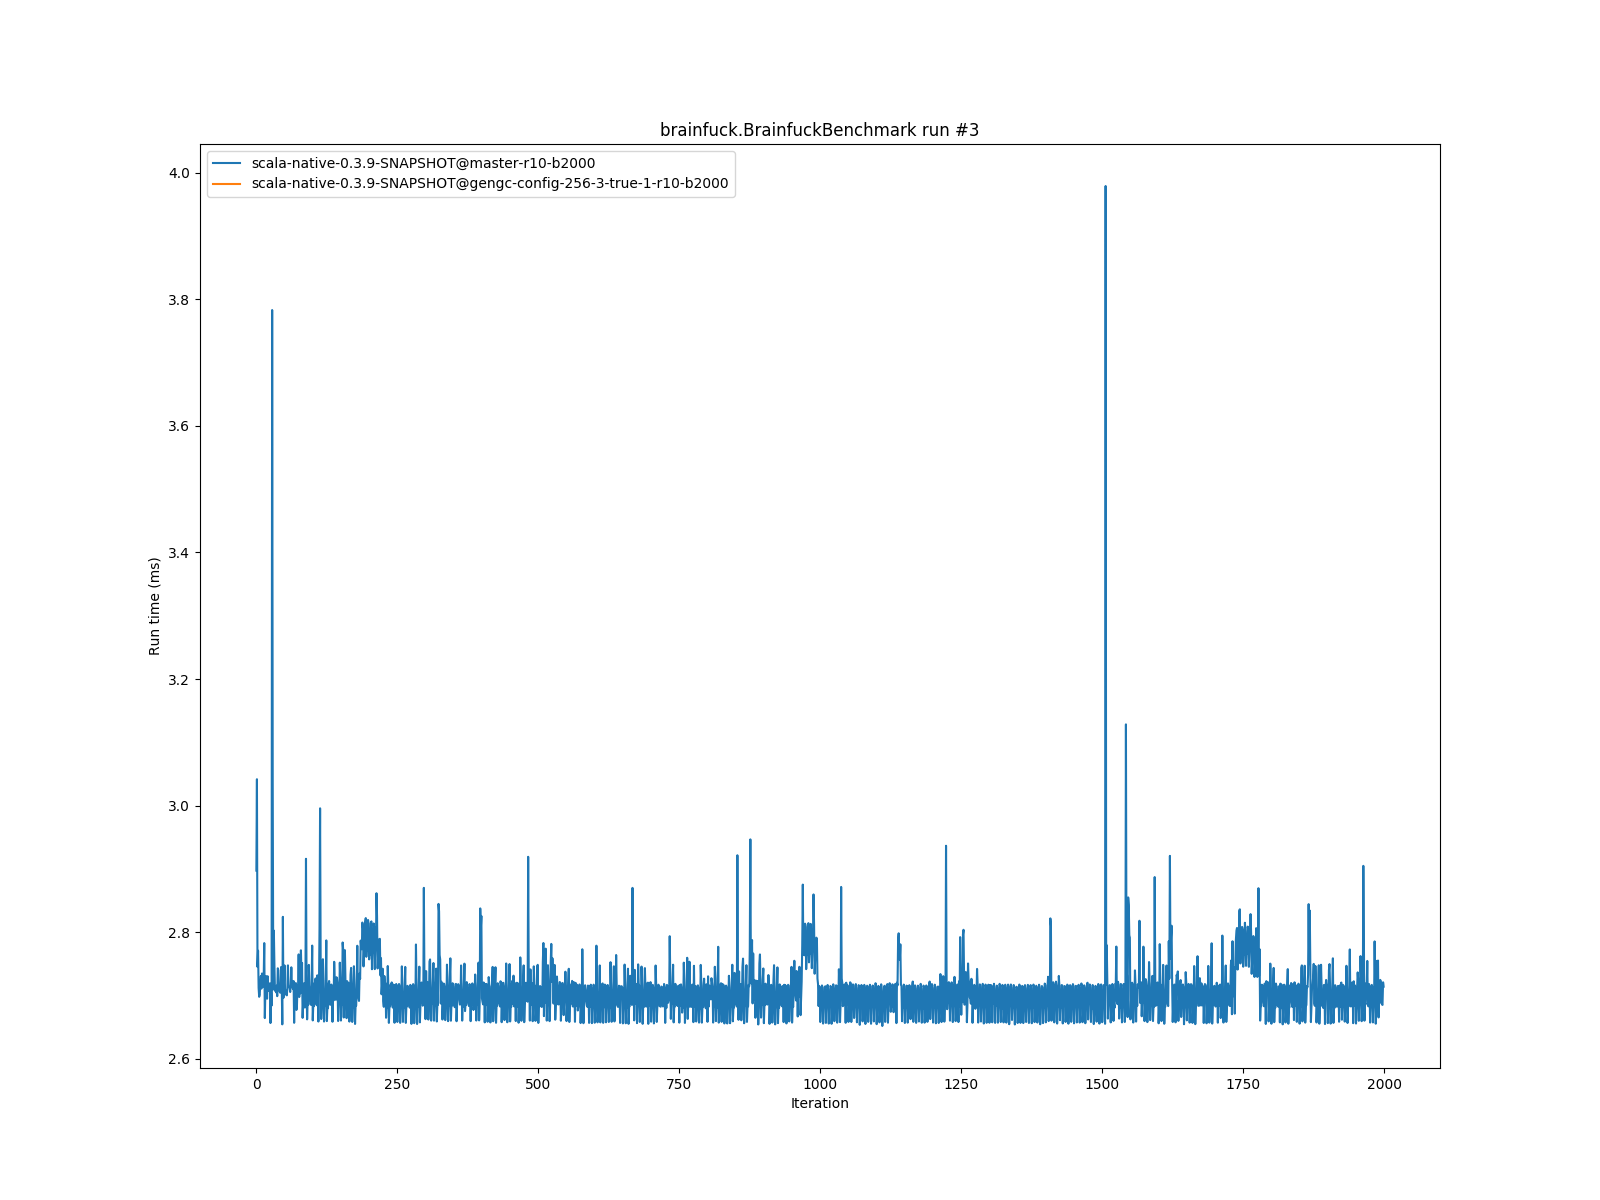 brainfuck.BrainfuckBenchmark run #3
scala-native-0.3.9-SNAPSHOT@master-r10-b2000
scala-native-0.3.9-SNAPSHOT@gengc-config-256-3-true-1-r10-b2000
4.0
3.8
3.6
3.4
3.2
3.0
2.8
2.6
Run time (ms)
0 250 500 750 1000 1250 1500 1750 2000
Iteration